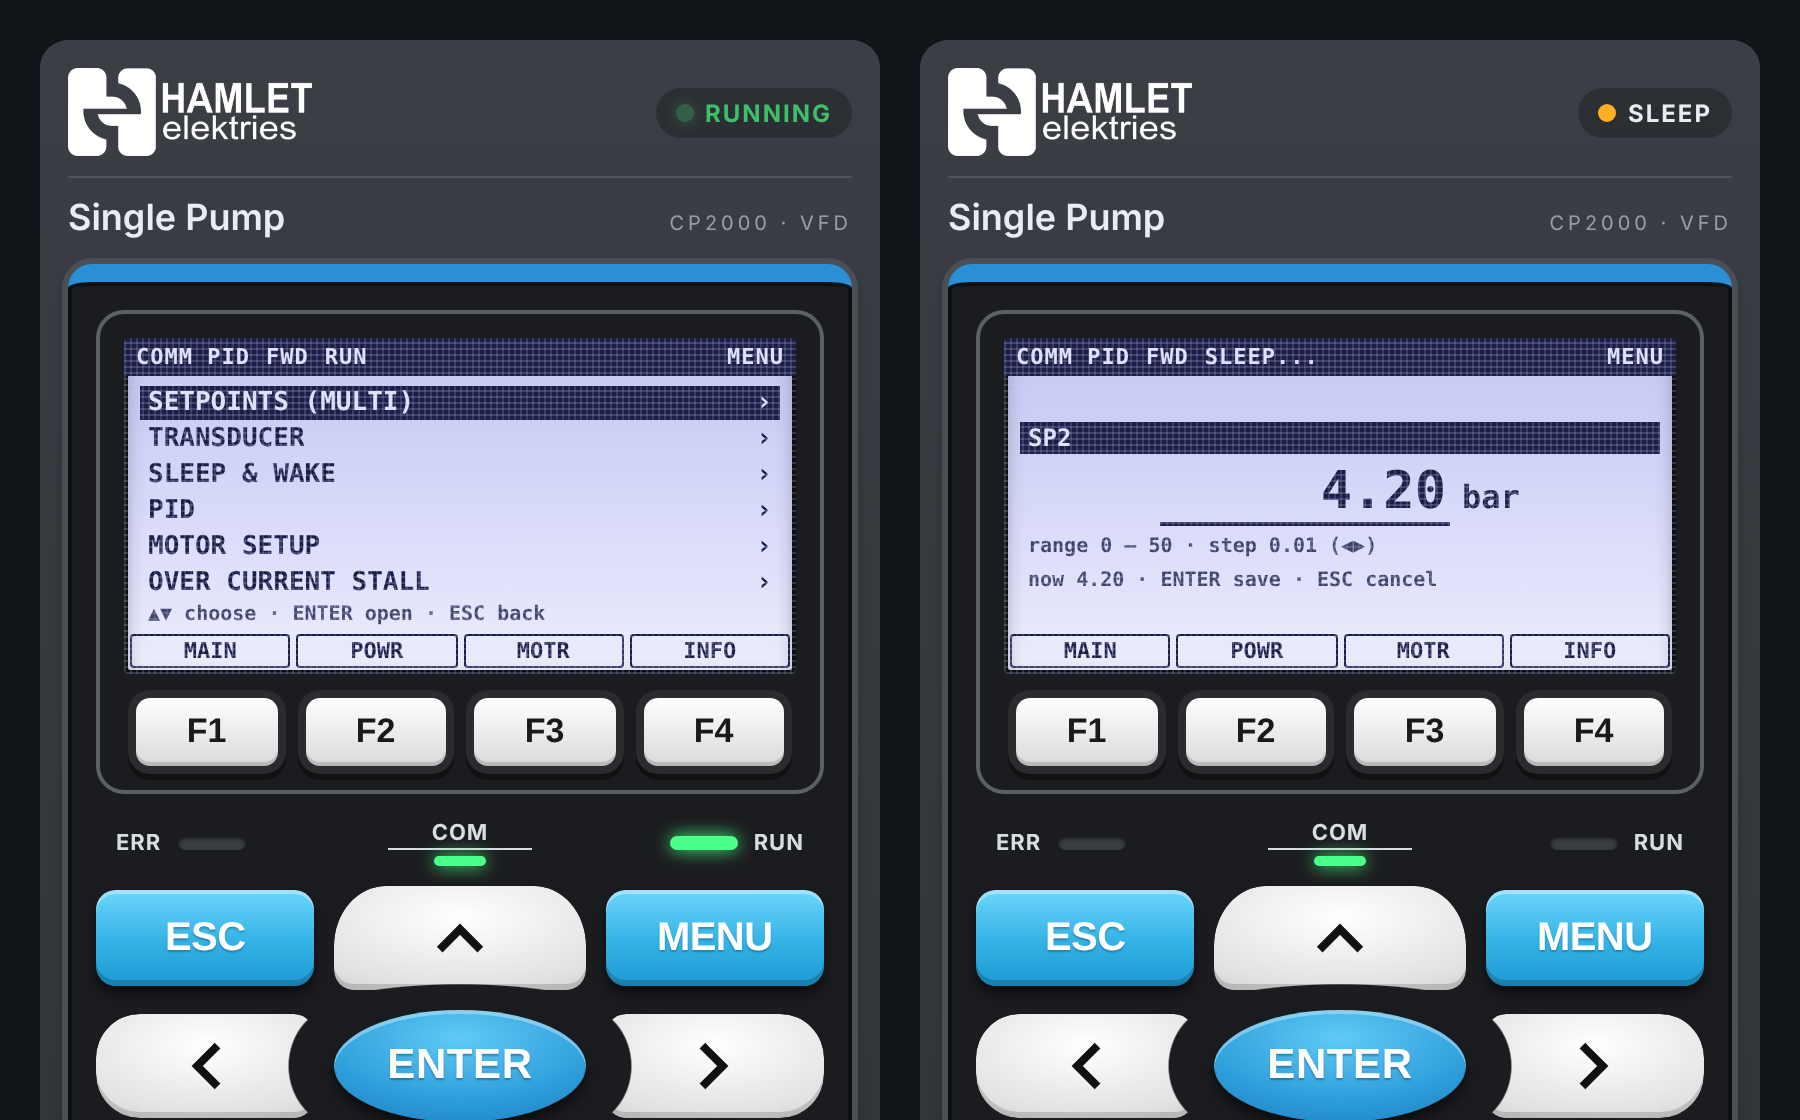 HAMLET
elektries
RUNNING
Single Pump
CP2000 · VFD
COMM PID FWD RUN
MENU
SETPOINTS (MULTI) ›
TRANSDUCER ›
SLEEP & WAKE ›
PID ›
MOTOR SETUP ›
OVER CURRENT STALL ›
▲▼ choose · ENTER open · ESC back
MAIN POWR MOTR INFO
F1 F2 F3 F4
ERR COM RUN
ESC MENU
ENTER
HAMLET
elektries
SLEEP
Single Pump
CP2000 · VFD
COMM PID FWD SLEEP...
MENU
SP2
4.20 bar
range 0 – 50 · step 0.01 (◀▶)
now 4.20 · ENTER save · ESC cancel
MAIN POWR MOTR INFO
F1 F2 F3 F4
ERR COM RUN
ESC MENU
ENTER